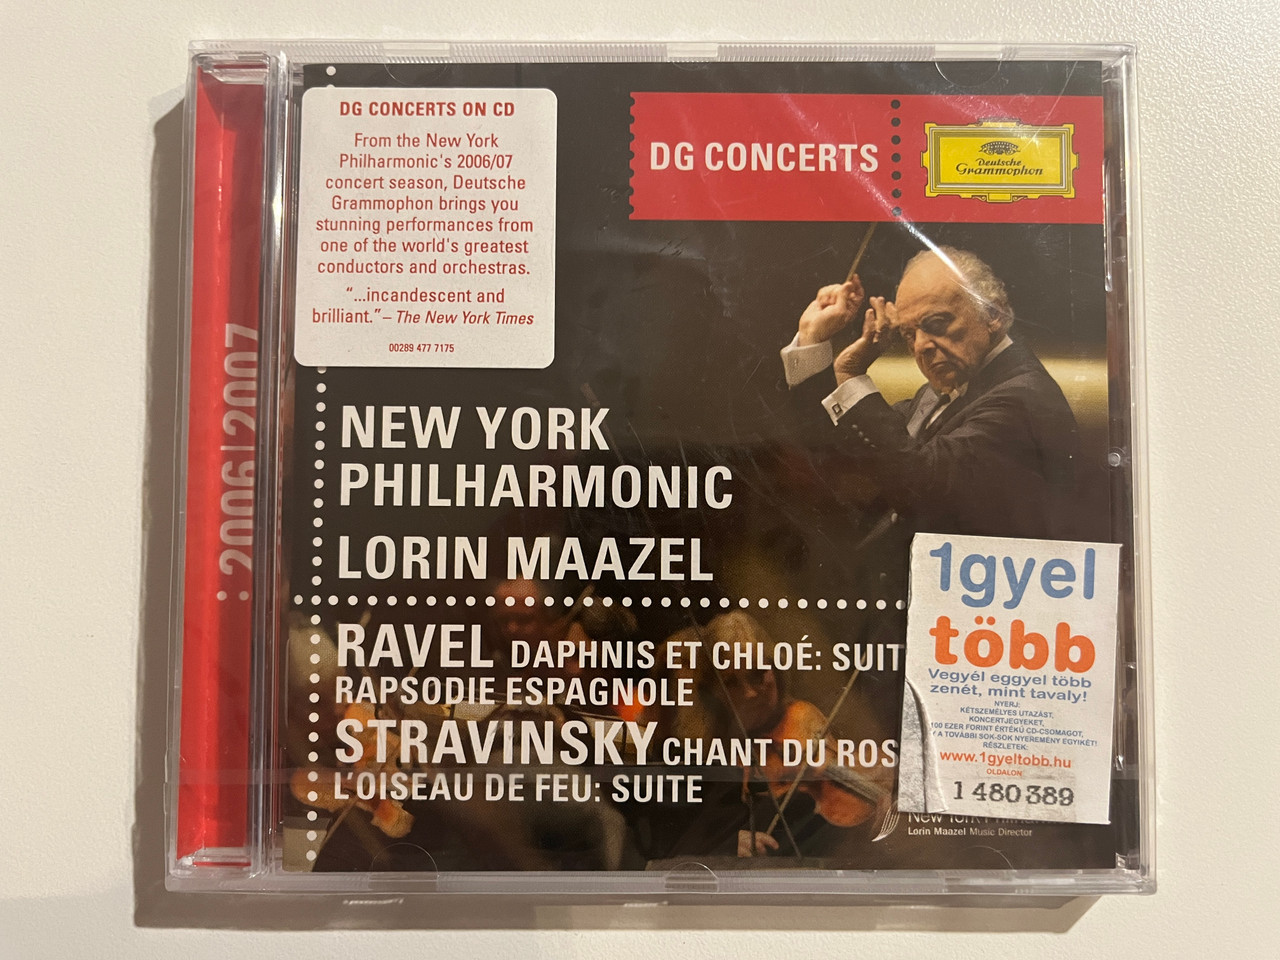 DG CONCERTS ON CD
From the New York
Philharmonic's 2006/07
concert season, Deutsche
Grammophon brings you
stunning performances from
one of the world's greatest
conductors and orchestras.
“...incandescent and
brilliant.” – The New York Times
00289 477 7175
DG CONCERTS
Deutsche
Grammophon
:2006|2007
NEW YORK
PHILHARMONIC
LORIN MAAZEL
RAVEL DAPHNIS ET CHLOÉ: SUIT
RAPSODIE ESPAGNOLE
STRAVINSKY CHANT DU ROS
L'OISEAU DE FEU: SUITE
1gyel
több
Vegyél eggyel több
zenét, mint tavaly!
NYERJ:
KÉTSZEMÉLYES UTAZÁST,
KONCERTJEGYEKET,
100 EZER FORINT ÉRTÉKŰ CD-CSOMAGOT,
A TOVÁBBI SOK-SOK NYEREMÉNY EGYIKÉT!
RÉSZLETEK:
www.1gyeltobb.hu
OLDALON
1 480 389
New York
Lorin Maazel Music Director